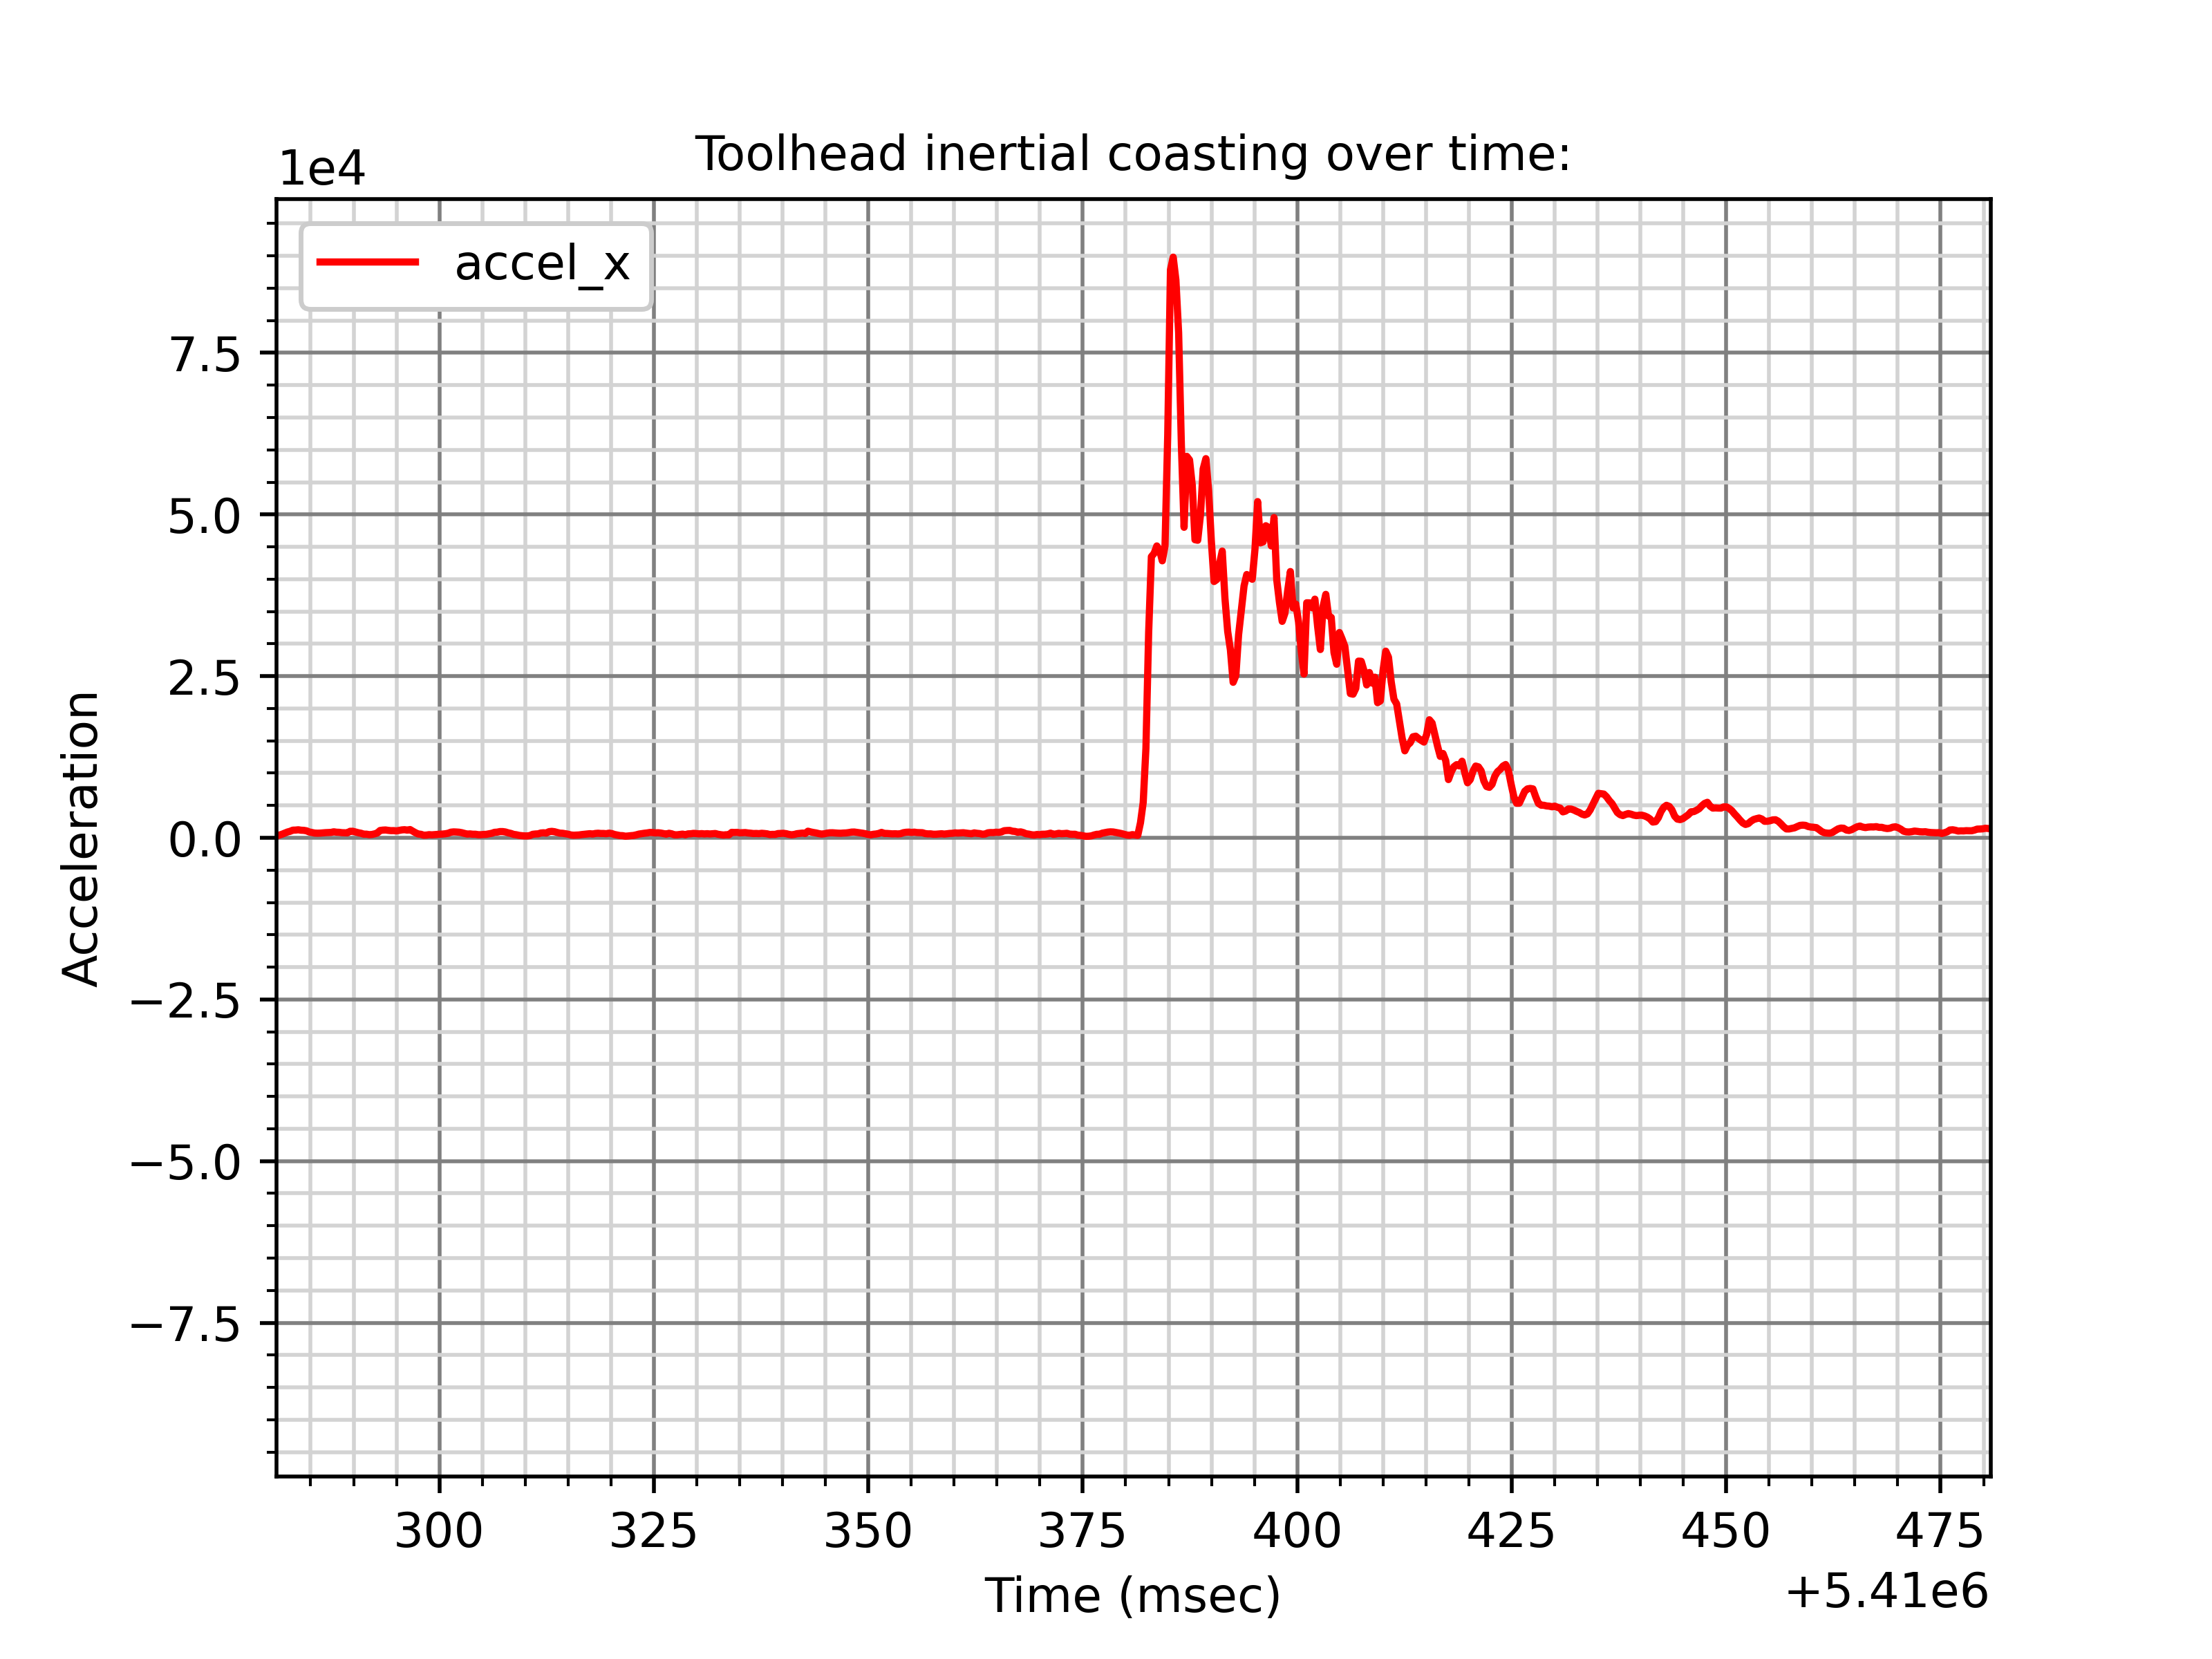 Toolhead inertial coasting over time:
1e4
accel_x
7.5
5.0
2.5
0.0
−2.5
−5.0
−7.5
Acceleration
300 325 350 375 400 425 450 475
Time (msec)
+5.41e6